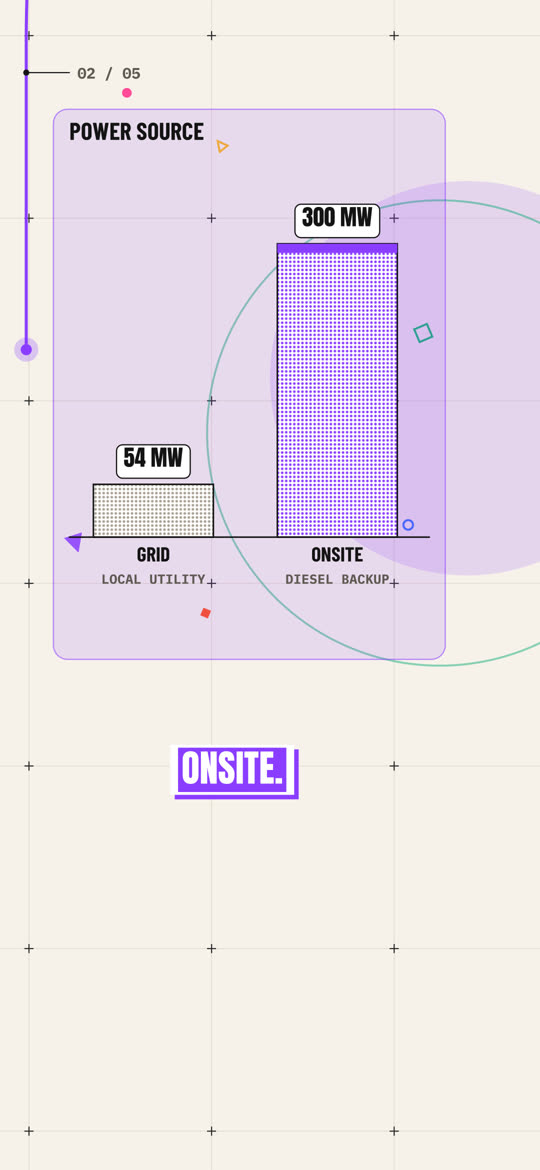 02 / 05
POWER SOURCE
300 MW
54 MW
GRID
ONSITE
LOCAL UTILITY
DIESEL BACKUP
ONSITE.